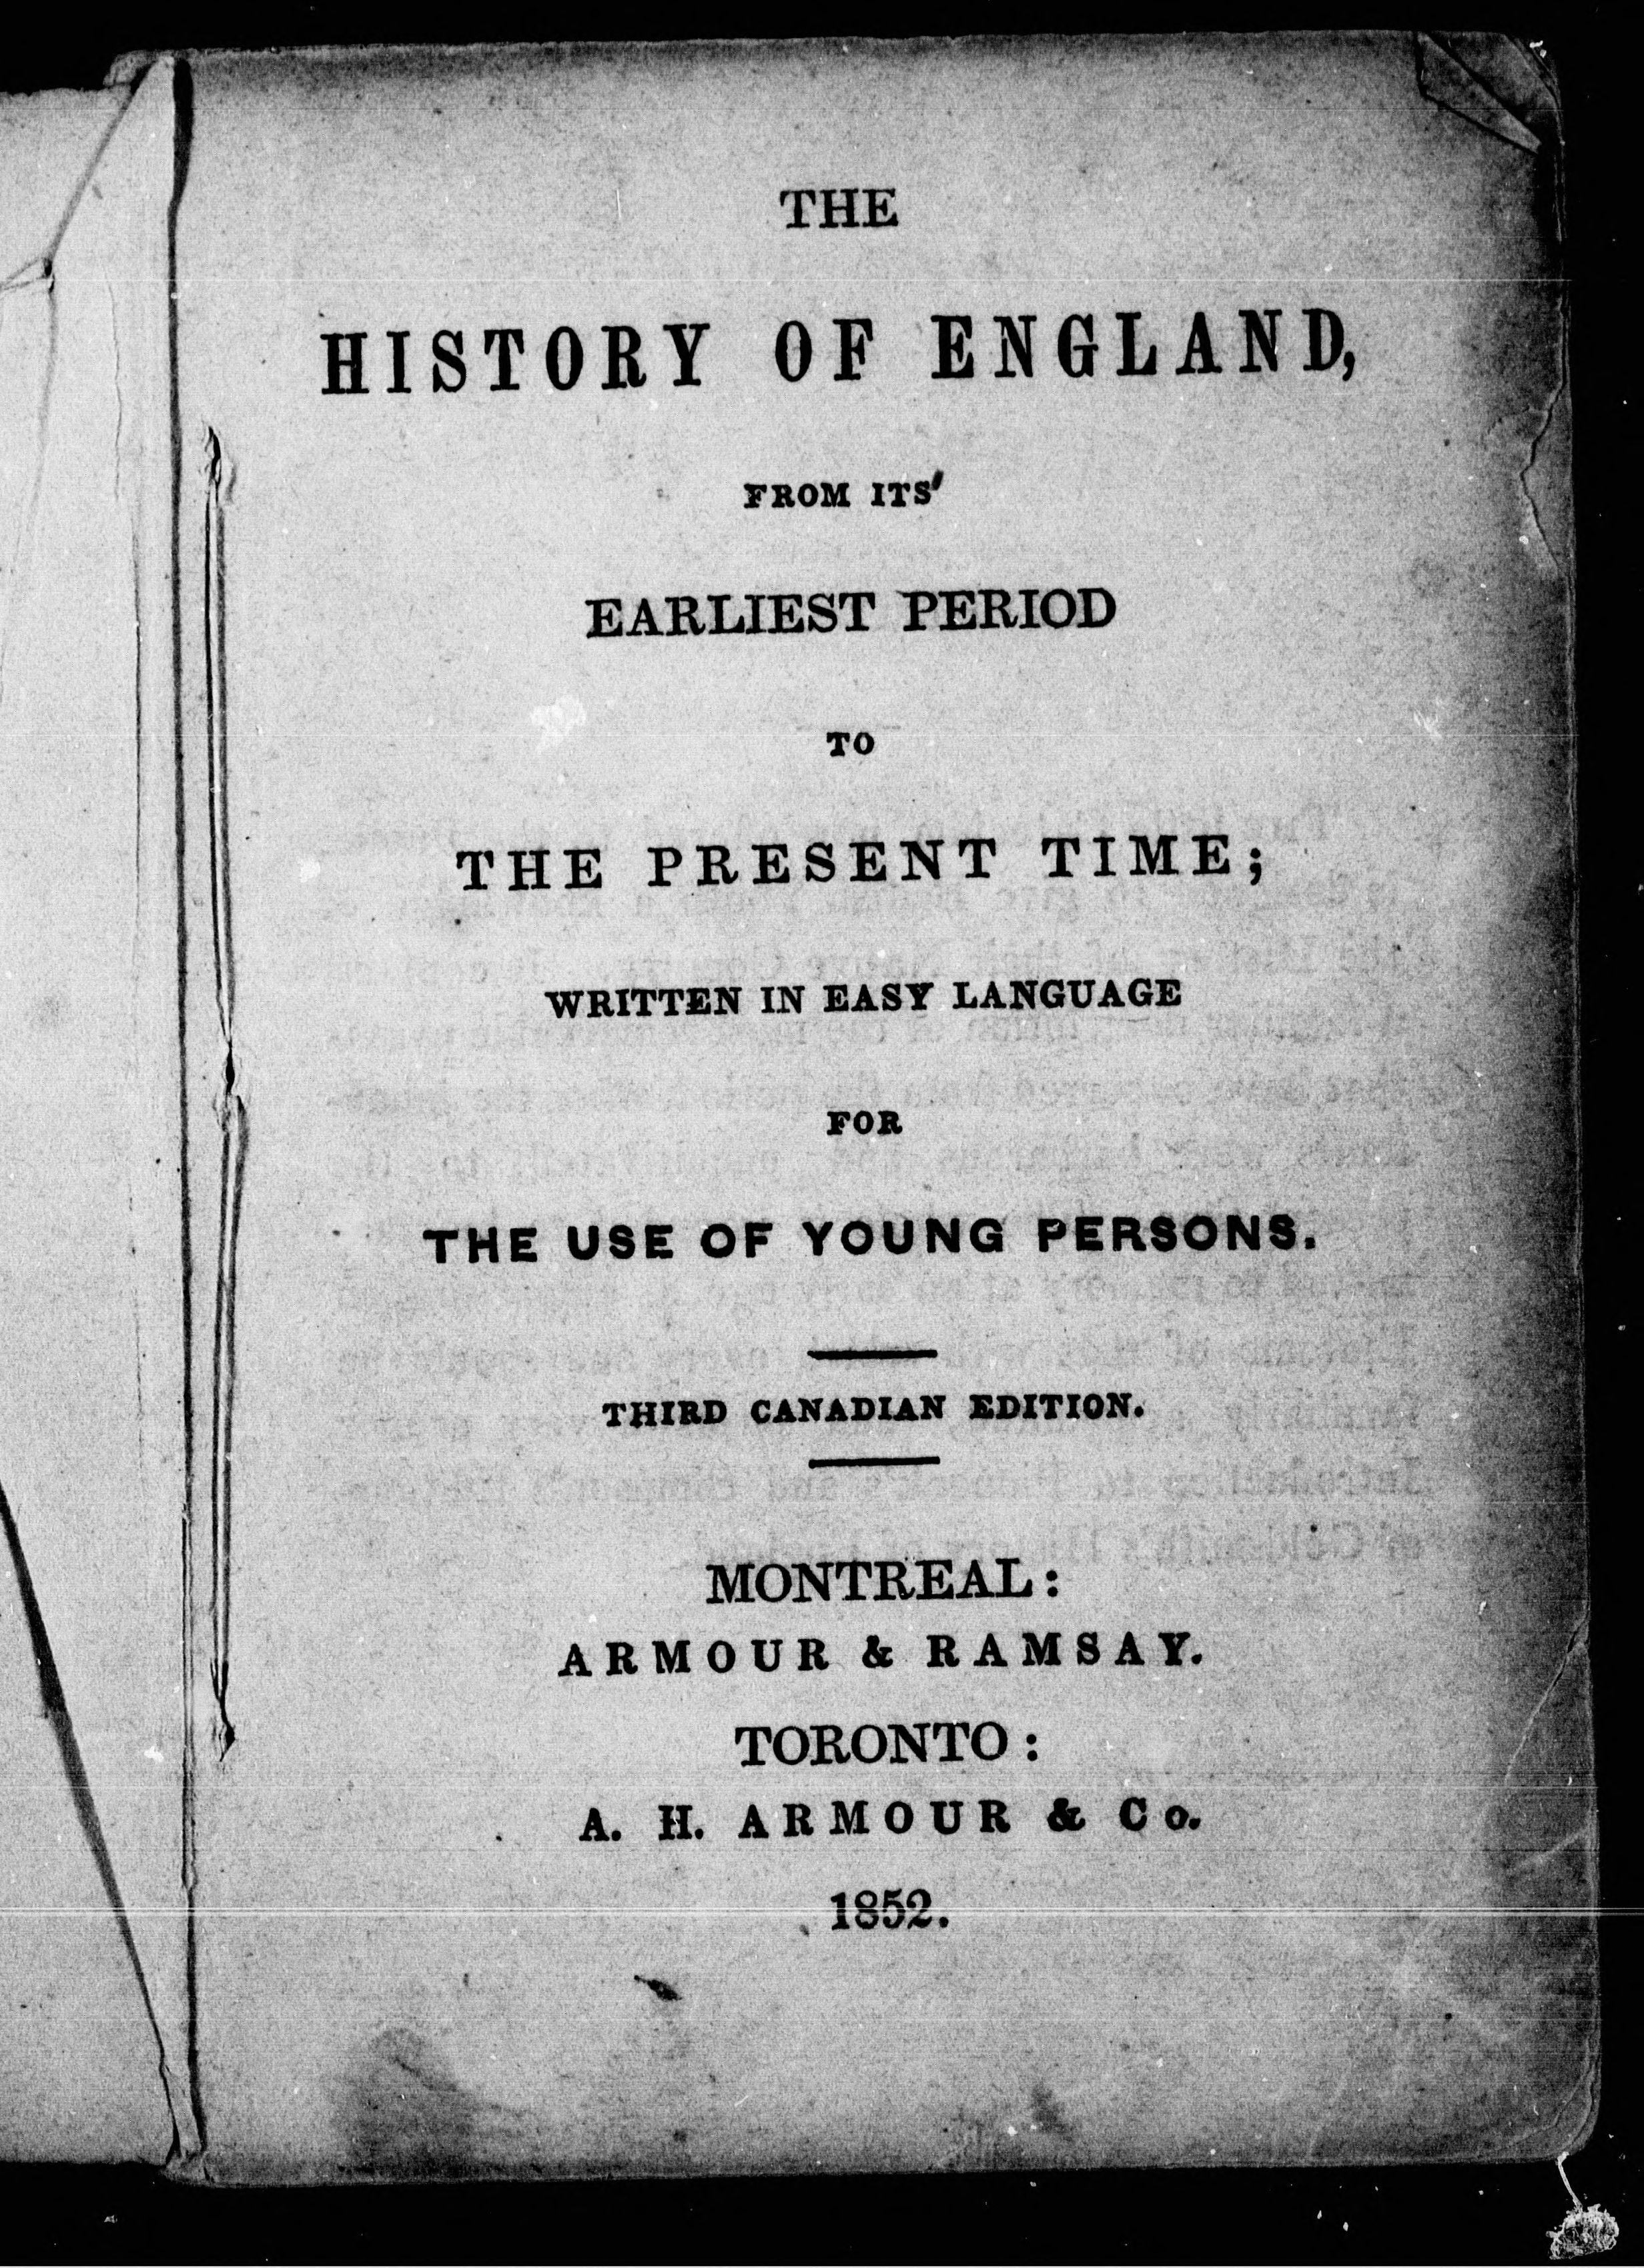 THE
HISTORY OF ENGLAND,
FROM ITS
EARLIEST PERIOD
TO
THE PRESENT TIME;
WRITTEN IN EASY LANGUAGE
FOR
THE USE OF YOUNG PERSONS.
THIRD CANADIAN EDITION.
MONTREAL:
ARMOUR & RAMSAY.
TORONTO:
A. H. ARMOUR & Co.
1852.